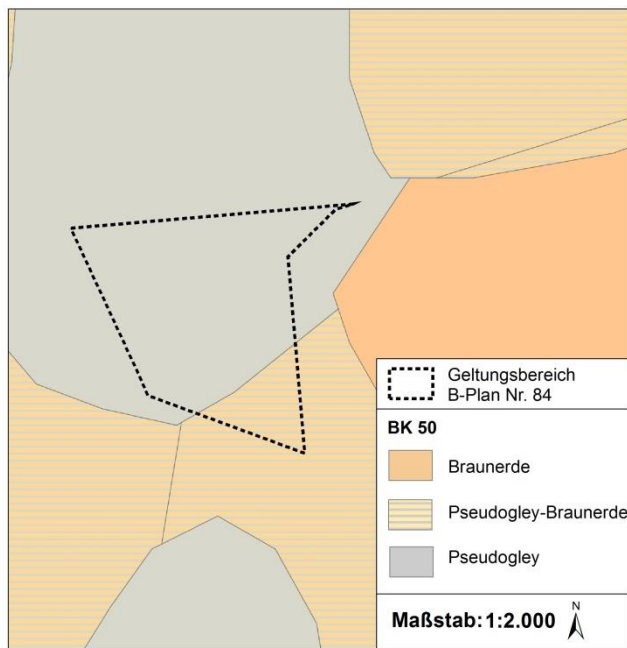 Geltungsbereich
B-Plan Nr. 84
BK 50
Braunerde
Pseudogley-Braunerde
Pseudogley
Maßstab:1:2.000
N